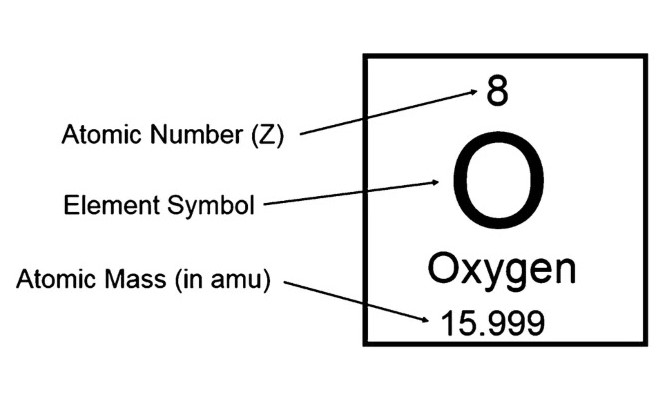 8
Atomic Number (Z)
O
Element Symbol
Oxygen
Atomic Mass (in amu)
15.999